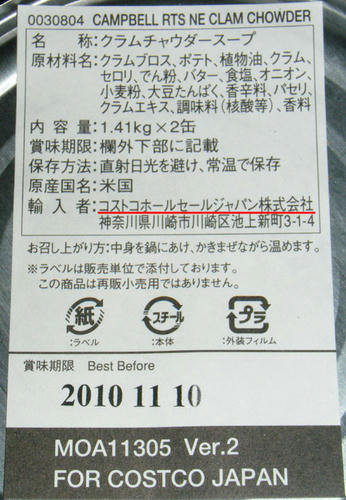 0030804 CAMPBELL RTS NE CLAM CHOWDER
名称:クラムチャウダースープ
原材料名:クラムブロス、ポテト、植物油、クラム、
セロリ、でん粉、バター、食塩、オニオン、
小麦粉、大豆たんぱく、香辛料、パセリ、
クラムエキス、調味料(核酸等)、香料
内容量:1.41kg×2缶
賞味期限:欄外下部に記載
保存方法:直射日光を避け、常温で保存
原産国名:米国
輸入者:コストコホールセールジャパン株式会社
神奈川県川崎市川崎区池上新町3-1-4
お召し上がり方:中身を鍋にあけ、かきまぜながら温めます。
※ラベルは販売単位で添付しています。
この商品は再販小売用ではありません。
紙 スチール プラ
:ラベル :本体 :外装フィルム
賞味期限 Best Before
2010 11 10
MOA11305 Ver.2
FOR COSTCO JAPAN